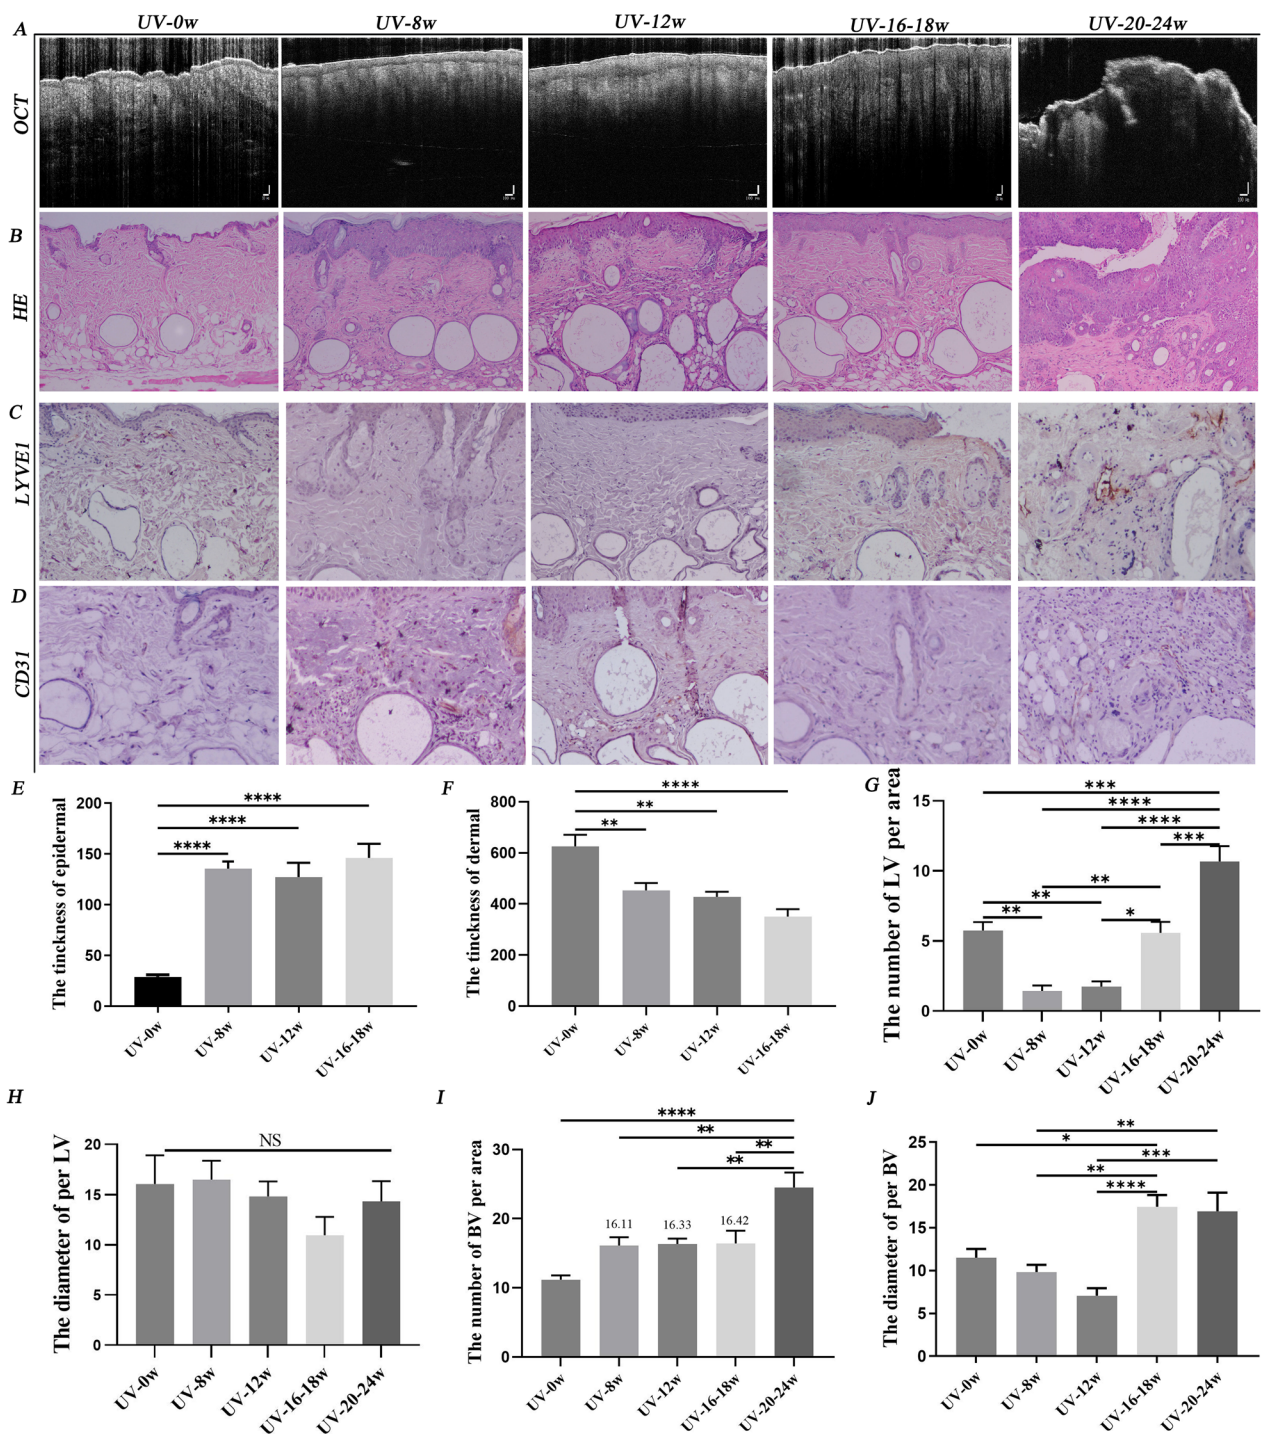 A
UV-0w
UV-8w
UV-12w
UV-16-18w
UV-20-24w
OCT
B
HE
C
LYVE1
D
CD31
E
The tinckness of epidermal
200
150
100
50
0
****
****
****
UV-0w
UV-8w
UV-12w
UV-16-18w
F
The tinckness of dermal
800
600
400
200
0
****
**
**
UV-0w
UV-8w
UV-12w
UV-16-18w
G
The number of LV per area
15
10
5
0
***
****
****
***
**
**
**
*
UV-0w
UV-8w
UV-12w
UV-16-18w
UV-20-24w
H
The diameter of per LV
20
15
10
5
0
NS
UV-0w
UV-8w
UV-12w
UV-16-18w
UV-20-24w
I
The number of BV per area
30
20
10
0
****
**
**
**
16.11
16.33
16.42
UV-0w
UV-8w
UV-12w
UV-16-18w
UV-20-24w
J
The diameter of per BV
25
20
15
10
5
0
**
*
***
**
****
UV-0w
UV-8w
UV-12w
UV-16-18w
UV-20-24w